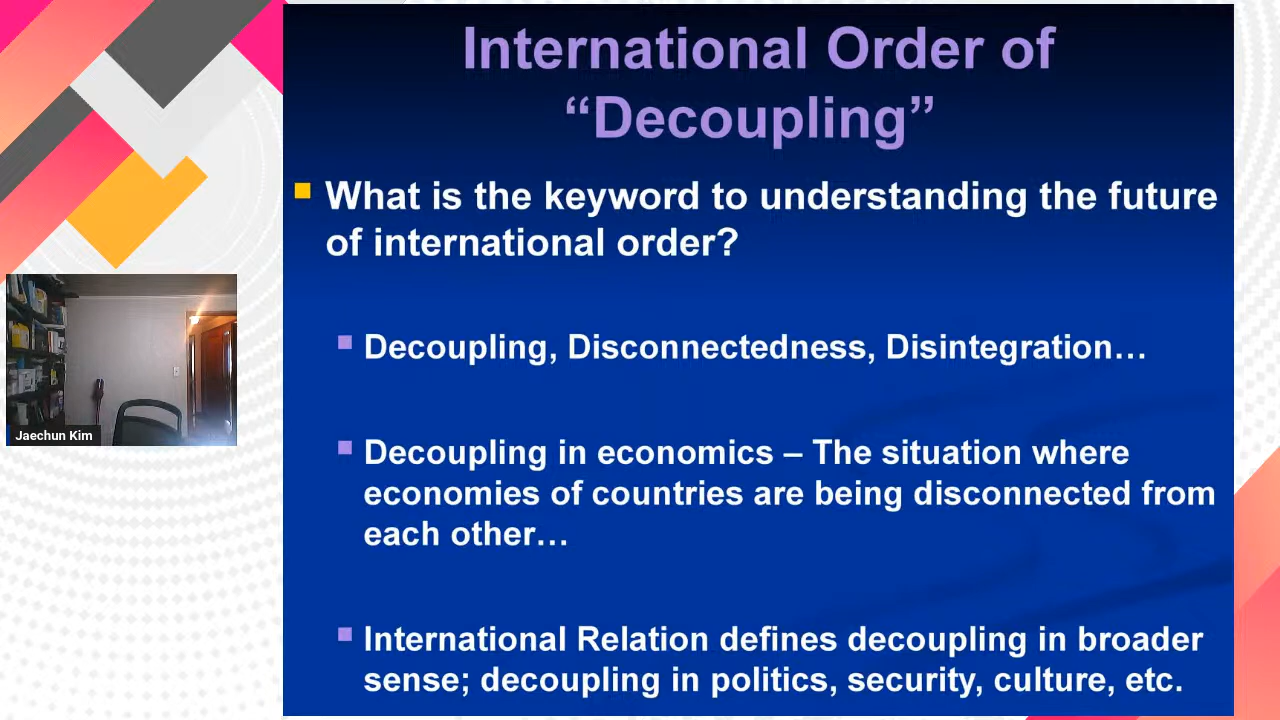 International Order of
“Decoupling”
What is the keyword to understanding the future
of international order?
Decoupling, Disconnectedness, Disintegration…
Decoupling in economics – The situation where
economies of countries are being disconnected from
each other…
International Relation defines decoupling in broader
sense; decoupling in politics, security, culture, etc.
Jaechun Kim